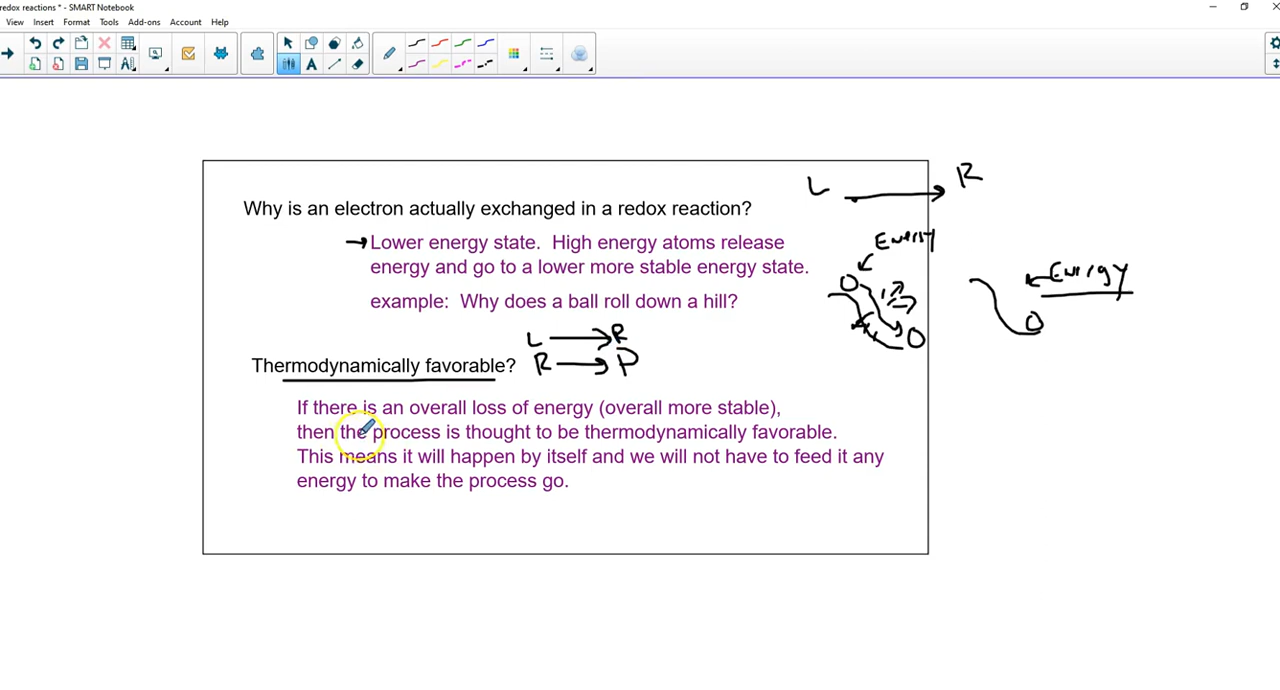 redox reactions * - SMART Notebook
View Insert Format Tools Add-ons Account Help
L R
Why is an electron actually exchanged in a redox reaction?
Energy
Lower energy state. High energy atoms release
energy and go to a lower more stable energy state.
Energy
example: Why does a ball roll down a hill?
L R
Thermodynamically favorable? R P
If there is an overall loss of energy (overall more stable),
then the process is thought to be thermodynamically favorable.
This means it will happen by itself and we will not have to feed it any
energy to make the process go.